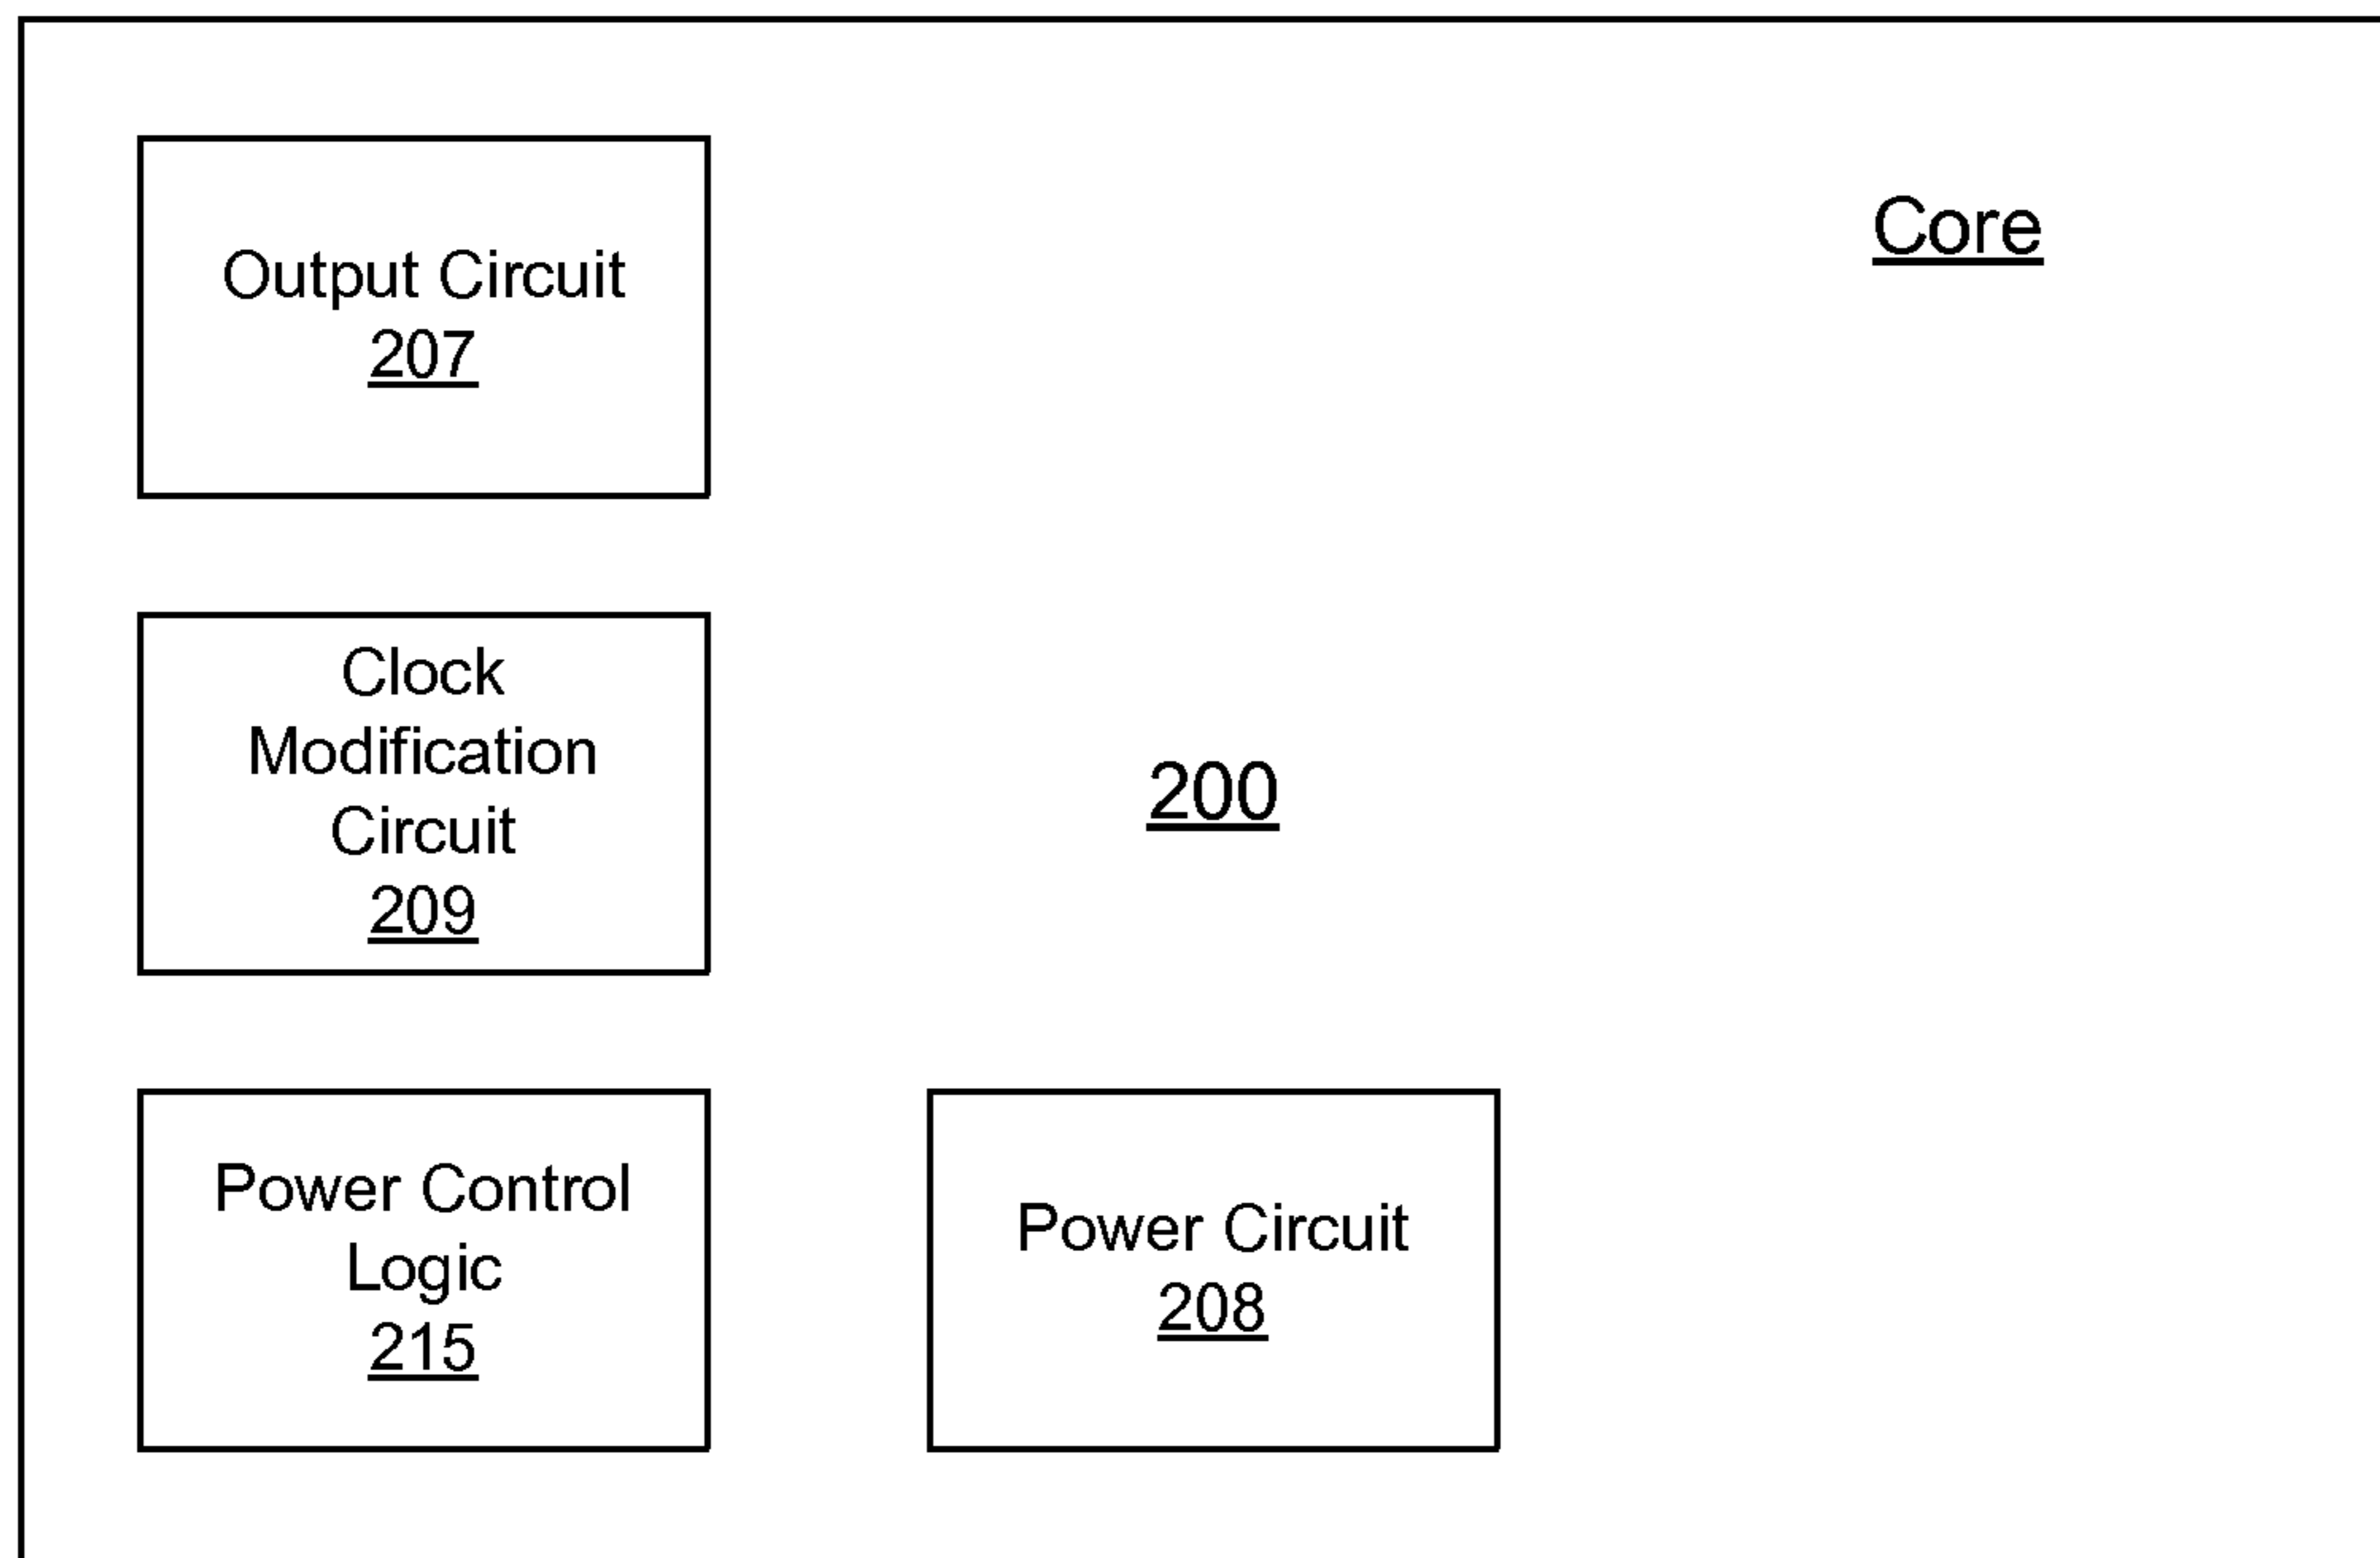 Core
Output Circuit
207
Clock
Modification
Circuit
209
200
Power Control
Logic
215
Power Circuit
208